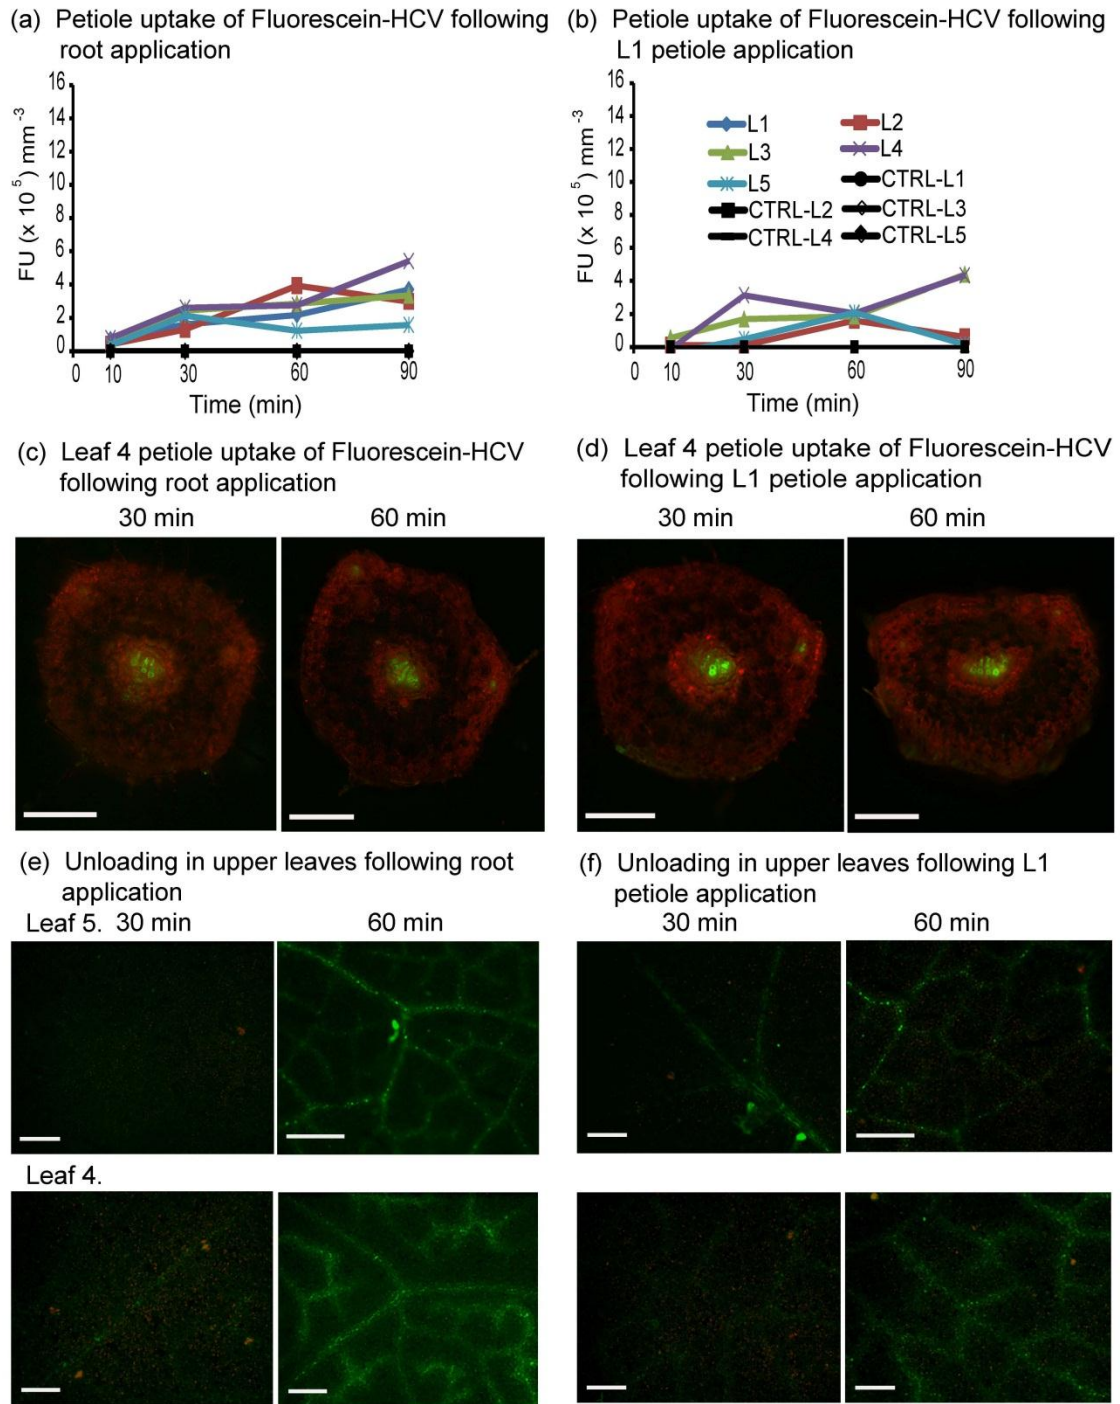 (a) Petiole uptake of Fluorescein-HCV following
root application
16
14
12
10
8
6
4
2
0
FU (x 10 5) mm -3
0 10 30 60 90
Time (min)
(b) Petiole uptake of Fluorescein-HCV following
L1 petiole application
16
14
12
10
8
6
4
2
0
FU (x 10 5) mm -3
L1 L2
L3 L4
L5 CTRL-L1
CTRL-L2 CTRL-L3
CTRL-L4 CTRL-L5
0 10 30 60 90
Time (min)
(c) Leaf 4 petiole uptake of Fluorescein-HCV
following root application
30 min 60 min
(d) Leaf 4 petiole uptake of Fluorescein-HCV
following L1 petiole application
30 min 60 min
(e) Unloading in upper leaves following root
application
Leaf 5. 30 min 60 min
Leaf 4.
(f) Unloading in upper leaves following L1
petiole application
30 min 60 min